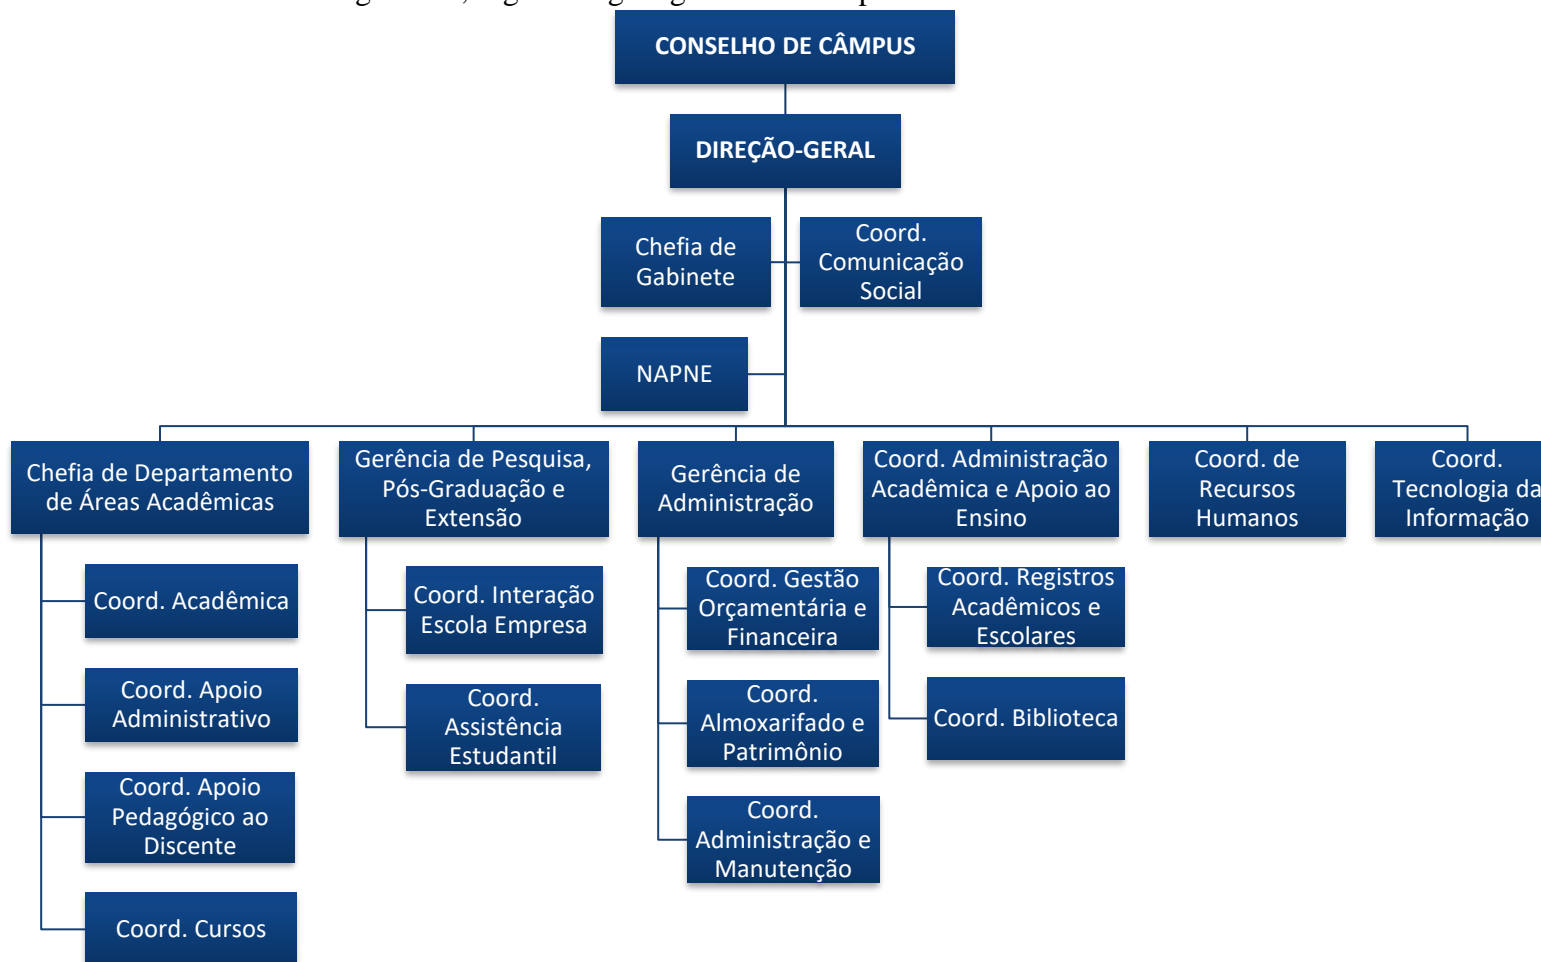 CONSELHO DE CÂMPUS
DIREÇÃO-GERAL
Chefia de
Gabinete
Coord.
Comunicação
Social
NAPNE
Chefia de Departamento
de Áreas Acadêmicas
Gerência de Pesquisa,
Pós-Graduação e
Extensão
Gerência de
Administração
Coord. Administração
Acadêmica e Apoio ao
Ensino
Coord. de
Recursos
Humanos
Coord.
Tecnologia da
Informação
Coord. Acadêmica
Coord. Apoio
Administrativo
Coord. Apoio
Pedagógico ao
Discente
Coord. Cursos
Coord. Interação
Escola Empresa
Coord.
Assistência
Estudantil
Coord. Gestão
Orçamentária e
Financeira
Coord.
Almoxarifado e
Patrimônio
Coord.
Administração e
Manutenção
Coord. Registros
Acadêmicos e
Escolares
Coord. Biblioteca